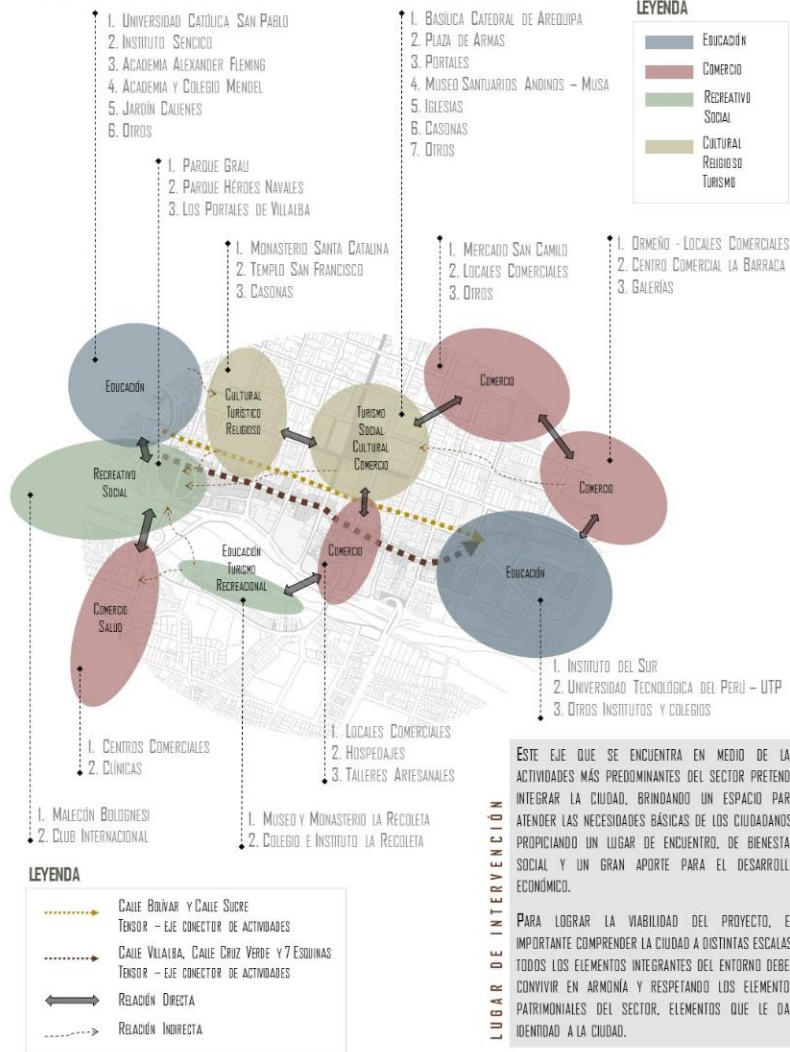 1. Universidad Católica San Pablo
2. Instituto Sencico
3. Academia Alexander Fleming
4. Academia y Colegio Mendel
5. Jardín Calienes
6. Otros
1. Basílica Catedral de Arequipa
2. Plaza de Armas
3. Portales
4. Museo Santuarios Andinos – Musa
5. Iglesias
6. Casonas
7. Otros
LEYENDA
Educación
Comercio
Recreativo
Social
Cultural
Religioso
Turismo
1. Parque Grau
2. Parque Héroes Navales
3. Los Portales de Villalba
1. Monasterio Santa Catalina
2. Templo San Francisco
3. Casonas
1. Mercado San Camilo
2. Locales Comerciales
3. Otros
1. Ormeño - Locales Comerciales
2. Centro Comercial La Barraca
3. Galerías
Educación
Cultural
Turístico
Religioso
Turismo
Social
Cultural
Comercio
Comercio
Recreativo
Social
Comercio
Educación
Turismo
Recreacional
Comercio
Educación
Comercio
Salud
1. Instituto del Sur
2. Universidad Tecnológica del Perú – UTP
3. Otros Institutos y colegios
1. Centros Comerciales
2. Clínicas
1. Locales Comerciales
2. Hospedajes
3. Talleres Artesanales
1. Malecón Bolognesi
2. Club Internacional
1. Museo y Monasterio La Recoleta
2. Colegio e Instituto La Recoleta
LEYENDA
Calle Bolívar y Calle Sucre
Tensor – eje conector de actividades
Calle Villalba, Calle Cruz Verde y 7 Esquinas
Tensor – eje conector de actividades
Relación Directa
Relación Indirecta
LUGAR DE INTERVENCIÓN
Este eje que se encuentra en medio de la
actividades más predominantes del sector pretend
integrar la ciudad, brindando un espacio par
atender las necesidades básicas de los ciudadanos
propiciando un lugar de encuentro, de bienesta
social y un gran aporte para el desarroll
económico.
Para lograr la viabilidad del proyecto, e
importante comprender la ciudad a distintas escalas
todos los elementos integrantes del entorno debe
convivir en armonía y respetando los elemento
patrimoniales del sector, elementos que le da
identidad a la ciudad.